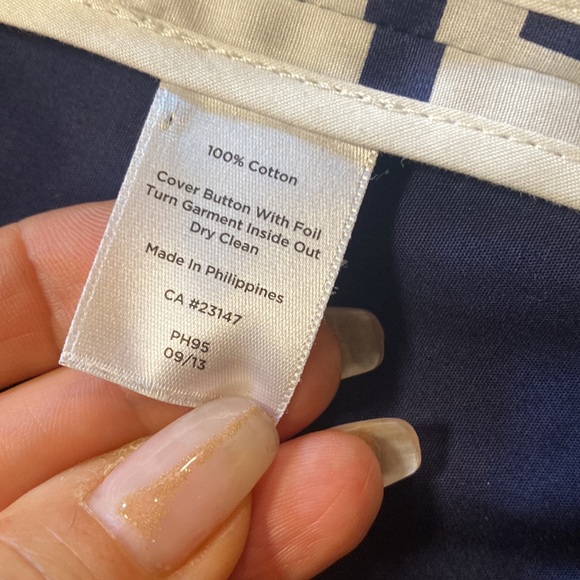 100% Cotton
Cover Button With Foil
Turn Garment Inside Out
Dry Clean
Made In Philippines
CA #23147
PH95
09/13